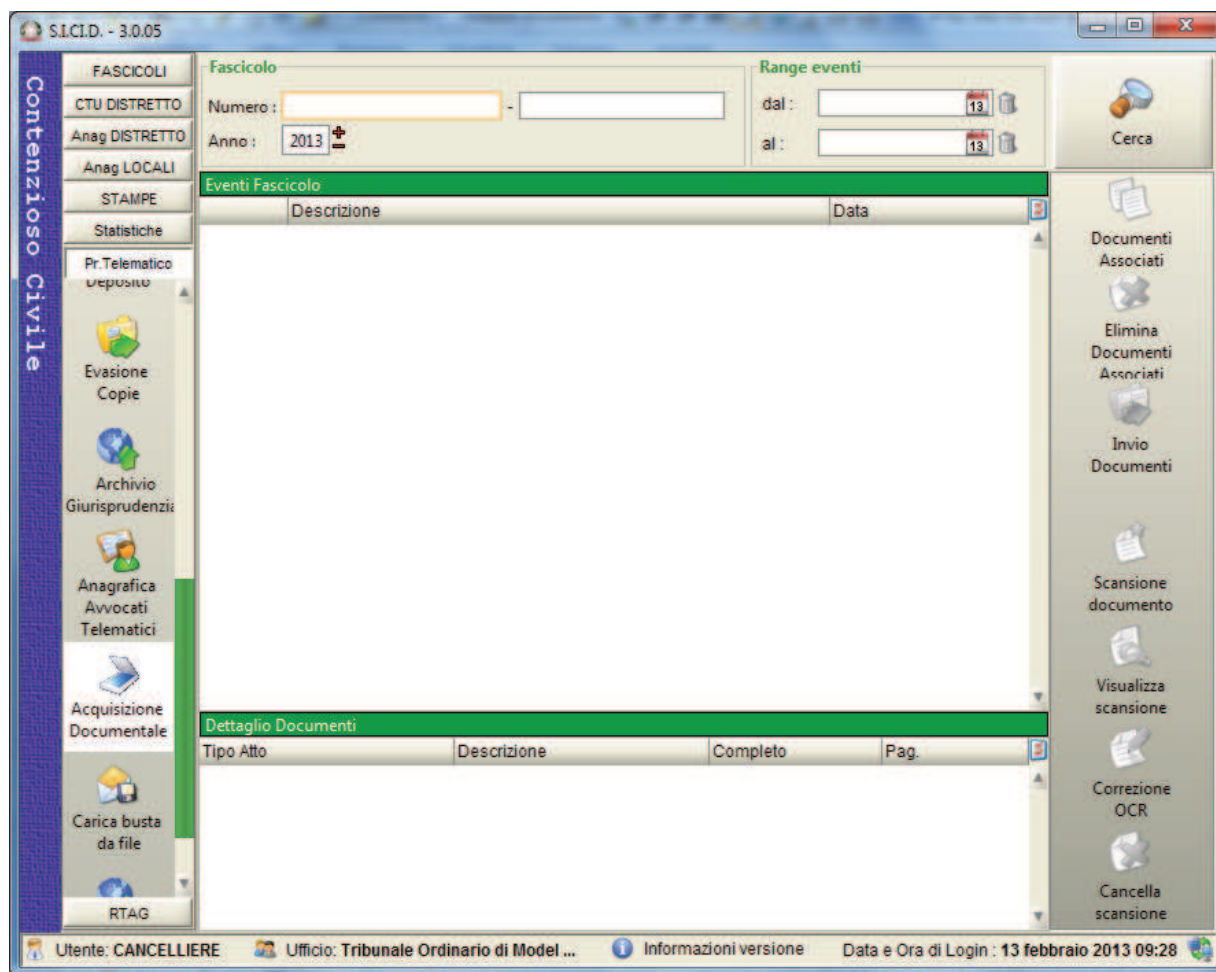 S.I.CI.D. - 3.0.05
Contenzioso Civile
FASCICOLI
CTU DISTRETTO
Anag DISTRETTO
Anag LOCALI
STAMPE
Statistiche
Pr.Telematico
Deposito
Evasione
Copie
Archivio
Giurisprudenzia
Anagrafica
Avvocati
Telematici
Acquisizione
Documentale
Carica busta
da file
RTAG
Fascicolo
Numero :
-
Anno : 2013
Range eventi
dal : 13
al : 13
Cerca
Eventi Fascicolo
Descrizione Data
Dettaglio Documenti
Tipo Atto Descrizione Completo Pag.
Documenti
Associati
Elimina
Documenti
Associati
Invio
Documenti
Scansione
documento
Visualizza
scansione
Correzione
OCR
Cancella
scansione
Utente: CANCELLIERE Ufficio: Tribunale Ordinario di Model ... Informazioni versione Data e Ora di Login : 13 febbraio 2013 09:28